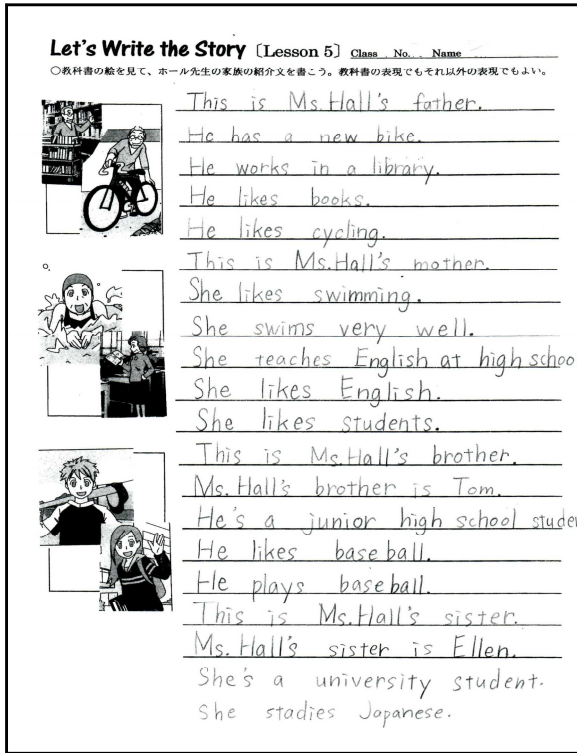 Let's Write the Story 〔Lesson 5〕 Class No. Name
○教科書の絵を見て、ホール先生の家族の紹介文を書こう。教科書の表現でもそれ以外の表現でもよい。
This is Ms. Hall's father.
He has a new bike.
He works in a library.
He likes books.
He likes cycling.
This is Ms. Hall's mother.
She likes swimming.
She swims very well.
She teaches English at high schoo
She likes English.
She likes students.
This is Ms. Hall's brother.
Ms. Hall's brother is Tom.
He's a junior high school stude
He likes baseball.
He plays baseball.
This is Ms. Hall's sister.
Ms. Hall's sister is Ellen.
She's a university student.
She stadies Japanese.